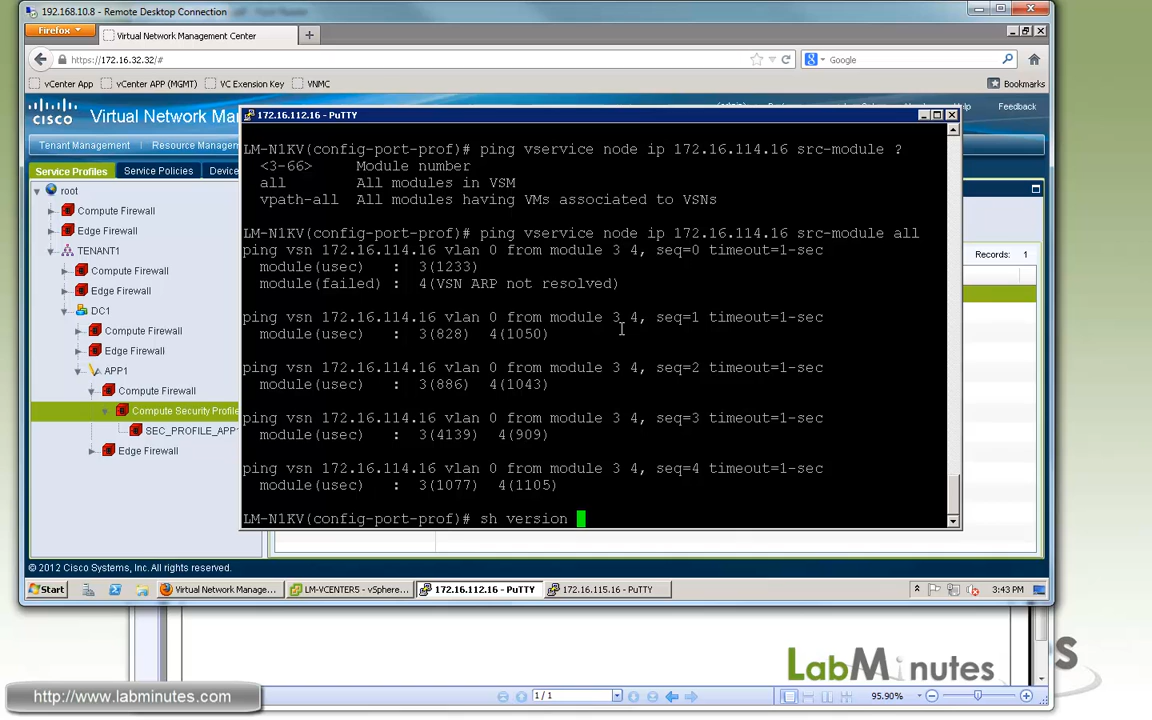 192.168.10.8 - Remote Desktop Connection
Firefox
Virtual Network Management Center
https://172.16.32.32/#
Google
vCenter App
vCenter APP (MGMT)
VC Exension Key
VNMC
Bookmarks
CISCO
Virtual Network Ma
Help
Feedback
172.16.112.16 - PuTTY
Tenant Management
Resource Managem
Service Profiles
Service Policies
Device
root
Compute Firewall
Edge Firewall
TENANT1
Compute Firewall
Edge Firewall
DC1
Compute Firewall
Edge Firewall
APP1
Compute Firewall
Compute Security Profile
SEC_PROFILE_APP1
Edge Firewall
Records: 1
LM-N1KV(config-port-prof)# ping vservice node ip 172.16.114.16 src-module ?
<3-66> Module number
all All modules in VSM
vpath-all All modules having VMs associated to VSNs
LM-N1KV(config-port-prof)# ping vservice node ip 172.16.114.16 src-module all
ping vsn 172.16.114.16 vlan 0 from module 3 4, seq=0 timeout=1-sec
module(usec) : 3(1233)
module(failed) : 4(VSN ARP not resolved)
ping vsn 172.16.114.16 vlan 0 from module 3 4, seq=1 timeout=1-sec
module(usec) : 3(828) 4(1050)
ping vsn 172.16.114.16 vlan 0 from module 3 4, seq=2 timeout=1-sec
module(usec) : 3(886) 4(1043)
ping vsn 172.16.114.16 vlan 0 from module 3 4, seq=3 timeout=1-sec
module(usec) : 3(4139) 4(909)
ping vsn 172.16.114.16 vlan 0 from module 3 4, seq=4 timeout=1-sec
module(usec) : 3(1077) 4(1105)
LM-N1KV(config-port-prof)# sh version
© 2012 Cisco Systems, Inc. All rights reserved.
Start
Virtual Network Manage...
LM-VCENTER5 - vSphere...
172.16.112.16 - PuTTY
172.16.115.16 - PuTTY
3:43 PM
LabMinutes
http://www.labminutes.com
1 / 1
95.90%